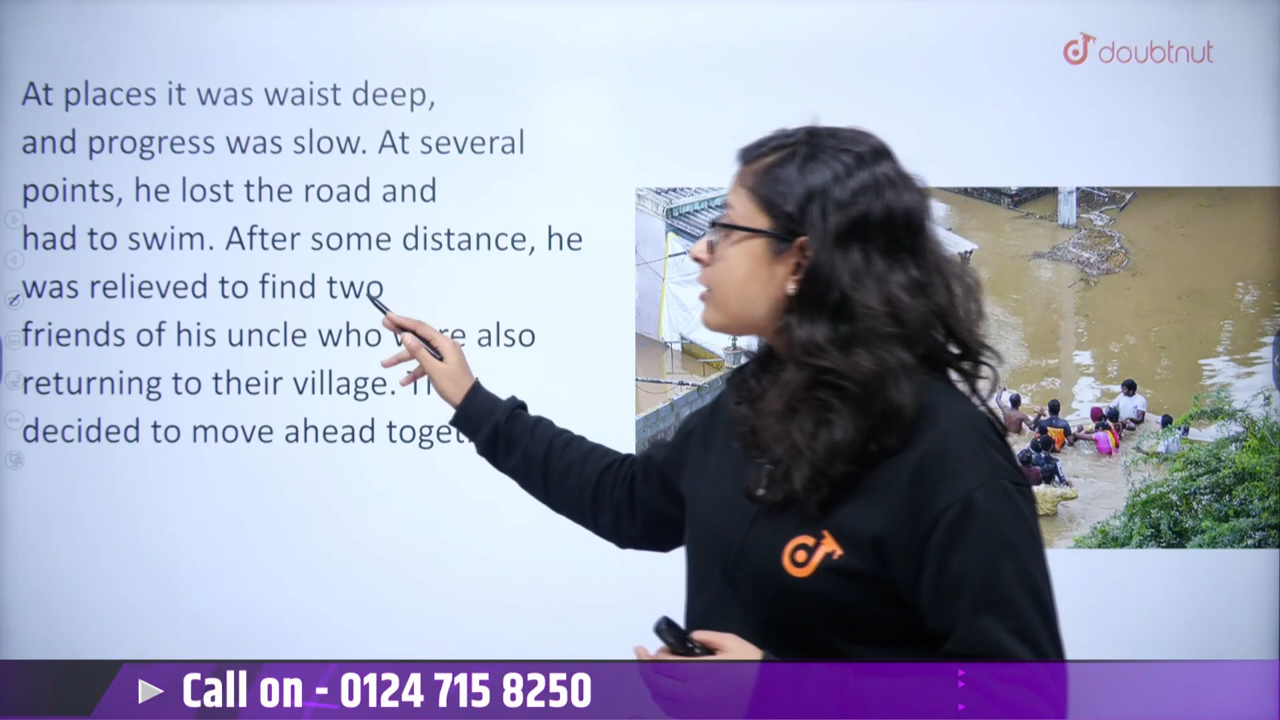 doubtnut
At places it was waist deep,
and progress was slow. At several
points, he lost the road and
had to swim. After some distance, he
was relieved to find two
friends of his uncle who also
returning to their village.
decided to move ahead
Call on - 0124 715 8250